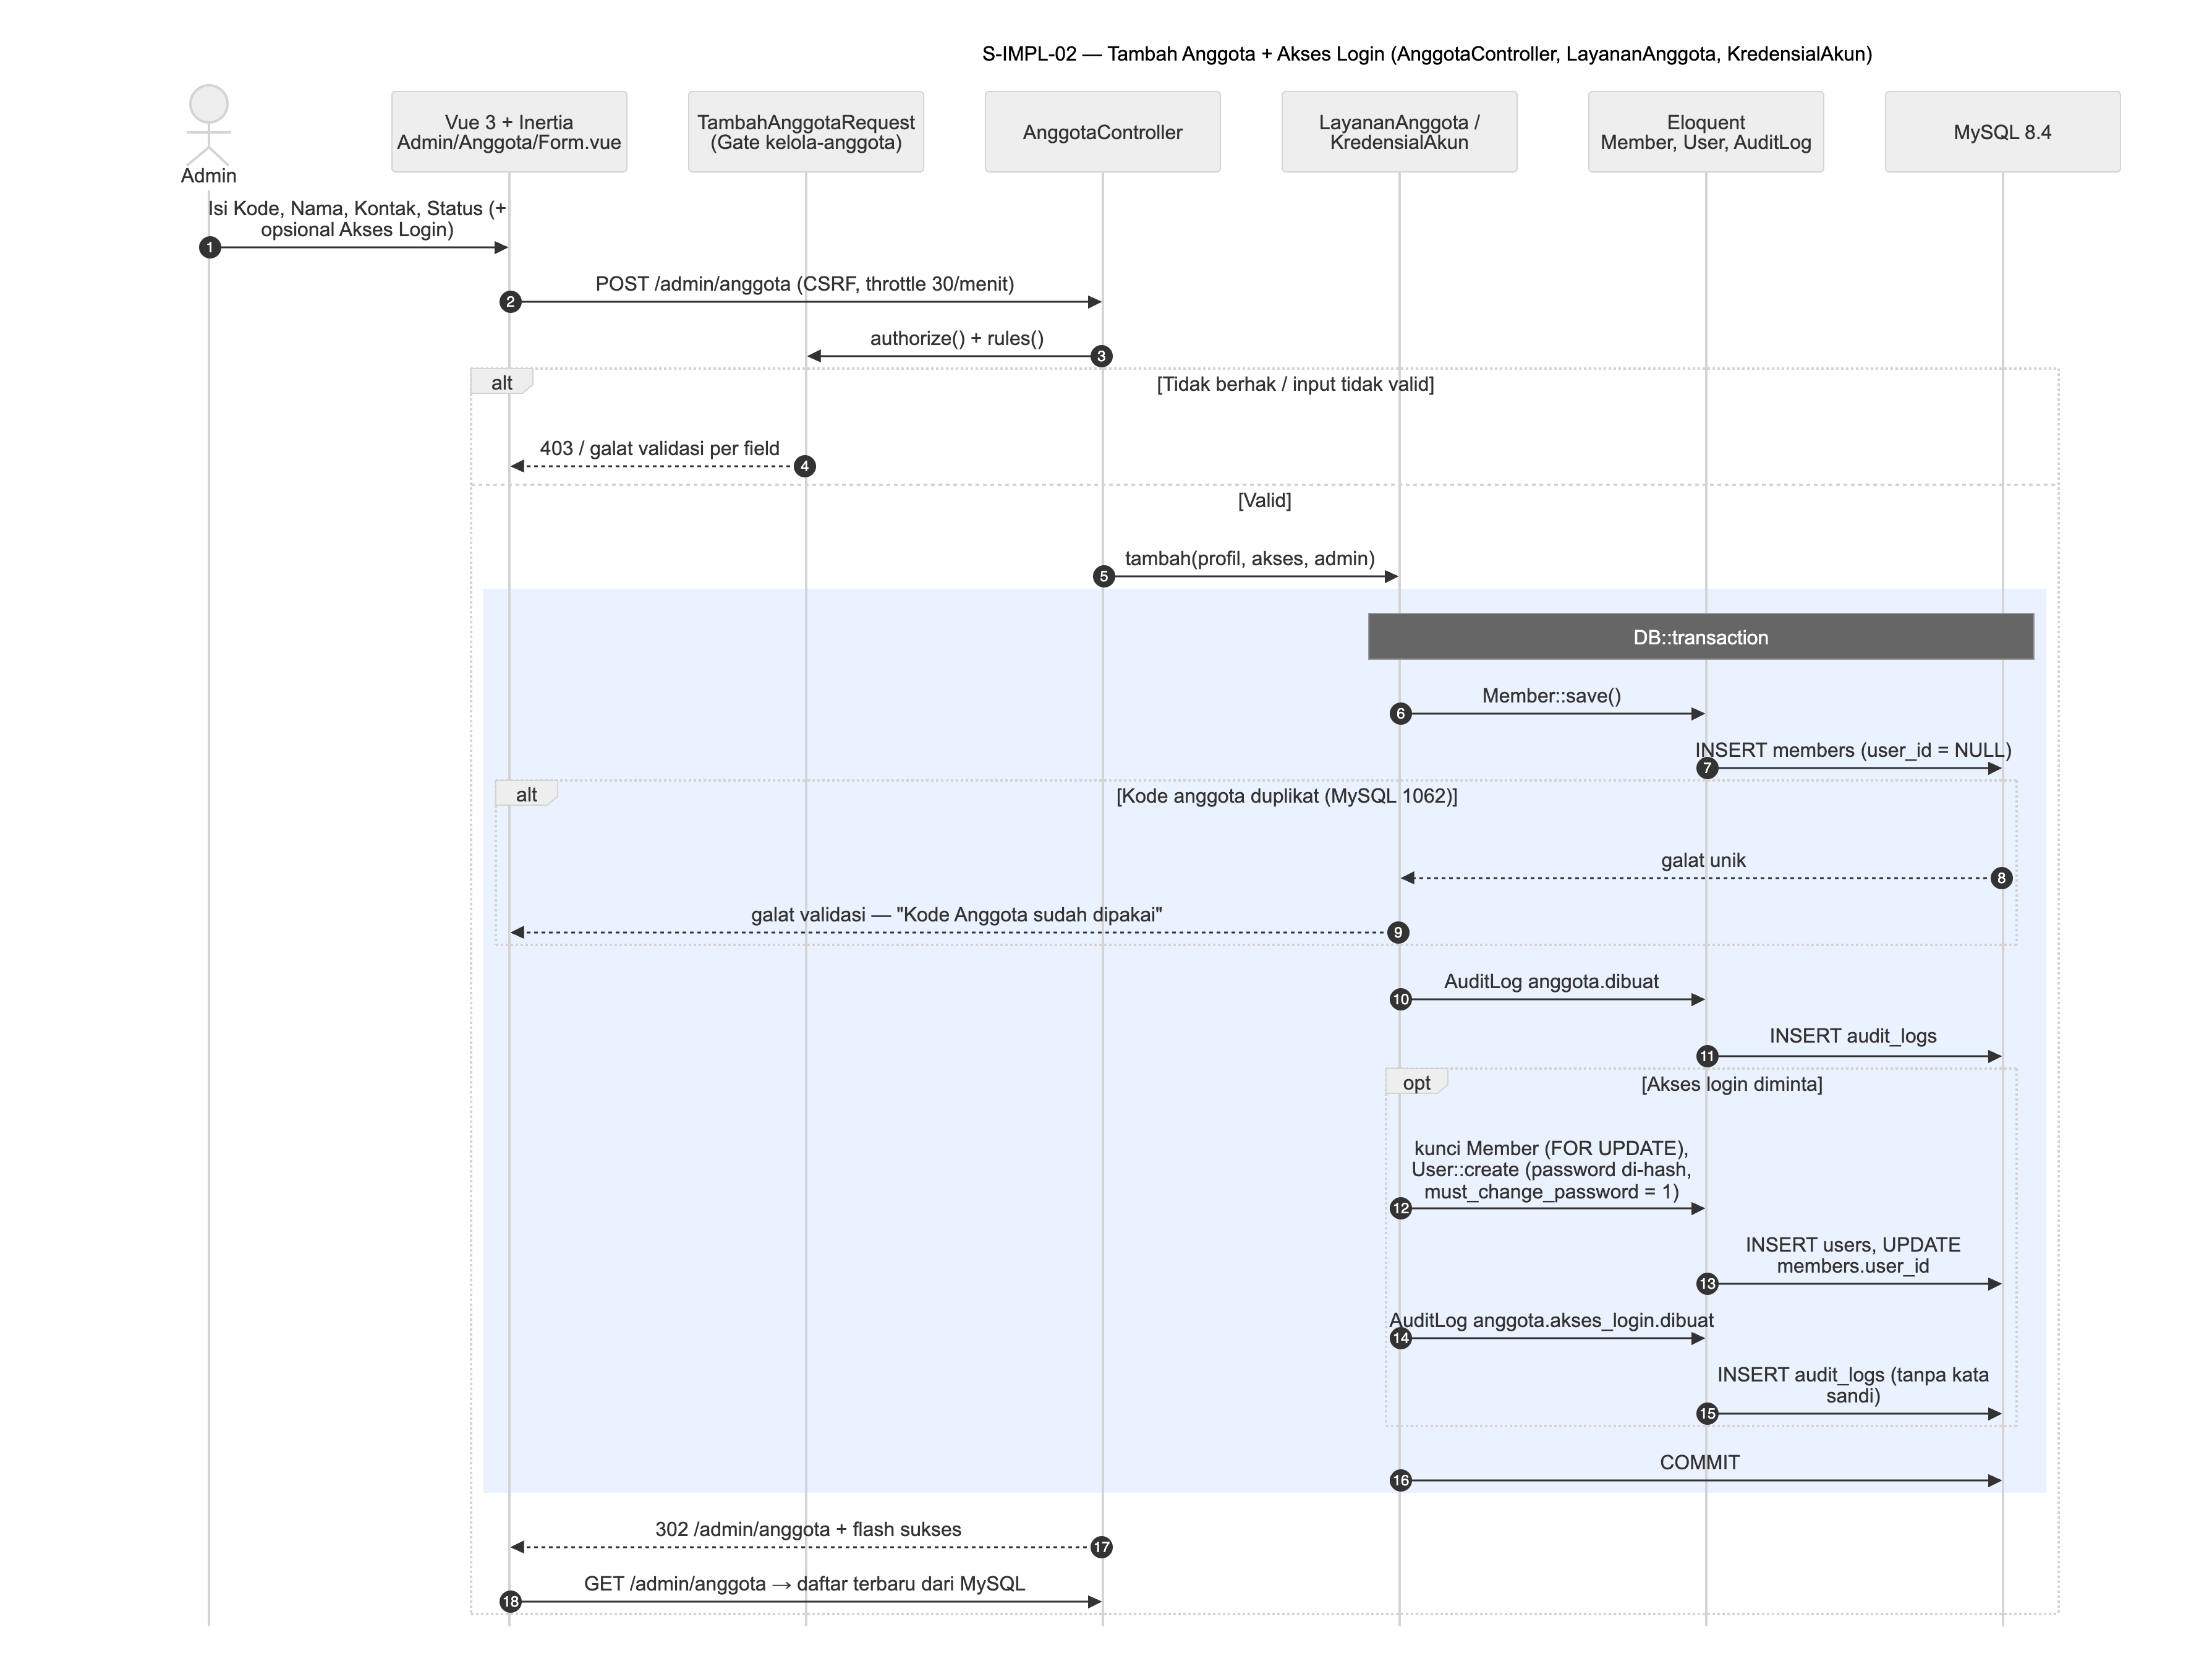 S-IMPL-02 — Tambah Anggota + Akses Login (AnggotaController, LayananAnggota, KredensialAkun)
Admin
Vue 3 + Inertia
Admin/Anggota/Form.vue
TambahAnggotaRequest
(Gate kelola-anggota)
AnggotaController
LayananAnggota /
KredensialAkun
Eloquent
Member, User, AuditLog
MySQL 8.4
Isi Kode, Nama, Kontak, Status (+
opsional Akses Login)
1
POST /admin/anggota (CSRF, throttle 30/menit)
2
authorize() + rules()
3
alt
[Tidak berhak / input tidak valid]
403 / galat validasi per field
4
[Valid]
tambah(profil, akses, admin)
5
DB::transaction
Member::save()
6
INSERT members (user_id = NULL)
7
alt
[Kode anggota duplikat (MySQL 1062)]
galat unik
8
galat validasi — "Kode Anggota sudah dipakai"
9
AuditLog anggota.dibuat
10
INSERT audit_logs
11
opt
[Akses login diminta]
kunci Member (FOR UPDATE),
User::create (password di-hash,
must_change_password = 1)
12
INSERT users, UPDATE
members.user_id
13
AuditLog anggota.akses_login.dibuat
14
INSERT audit_logs (tanpa kata
sandi)
15
COMMIT
16
302 /admin/anggota + flash sukses
17
GET /admin/anggota → daftar terbaru dari MySQL
18